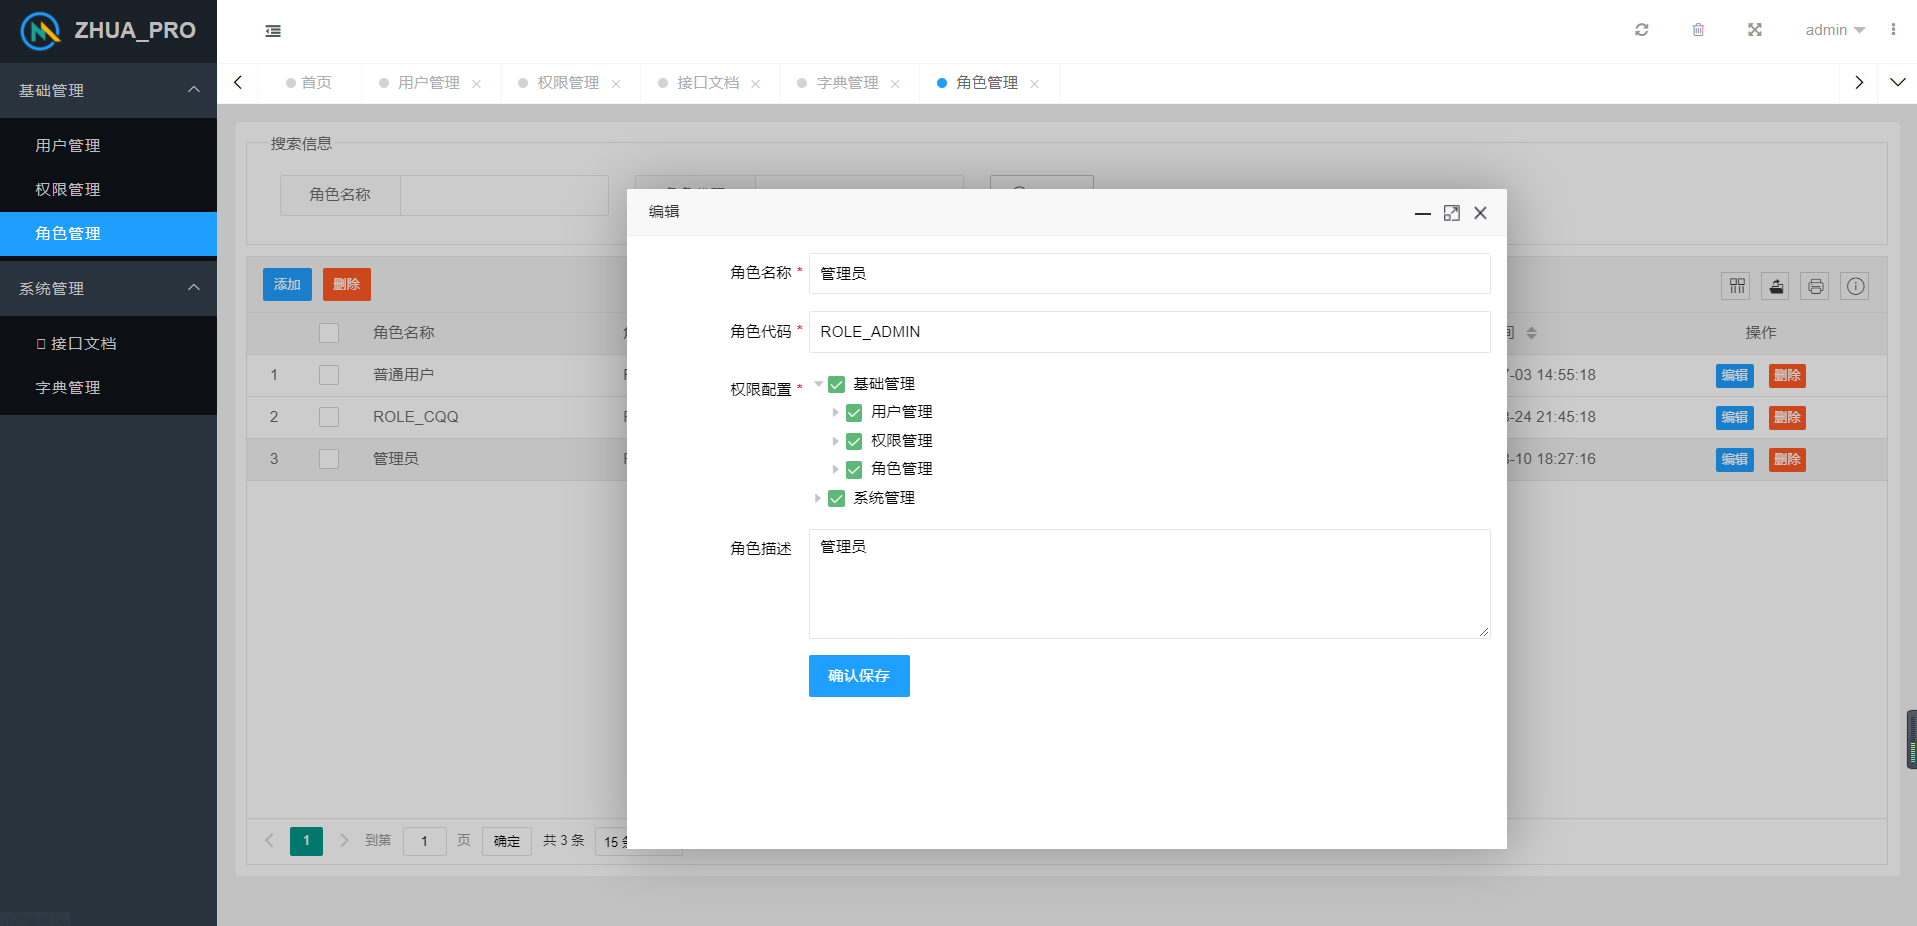 ZHUA_PRO
admin
首页
用户管理
权限管理
接口文档
字典管理
角色管理
基础管理
用户管理
权限管理
角色管理
系统管理
接口文档
字典管理
搜索信息
角色名称
添加
删除
角色名称
操作
1
普通用户
-03 14:55:18
编辑
删除
2
ROLE_CQQ
-24 21:45:18
编辑
删除
3
管理员
-10 18:27:16
编辑
删除
1
到第
1
页
确定
共 3 条
15
编辑
角色名称 *
管理员
角色代码 *
ROLE_ADMIN
权限配置 *
基础管理
用户管理
权限管理
角色管理
系统管理
角色描述
管理员
确认保存